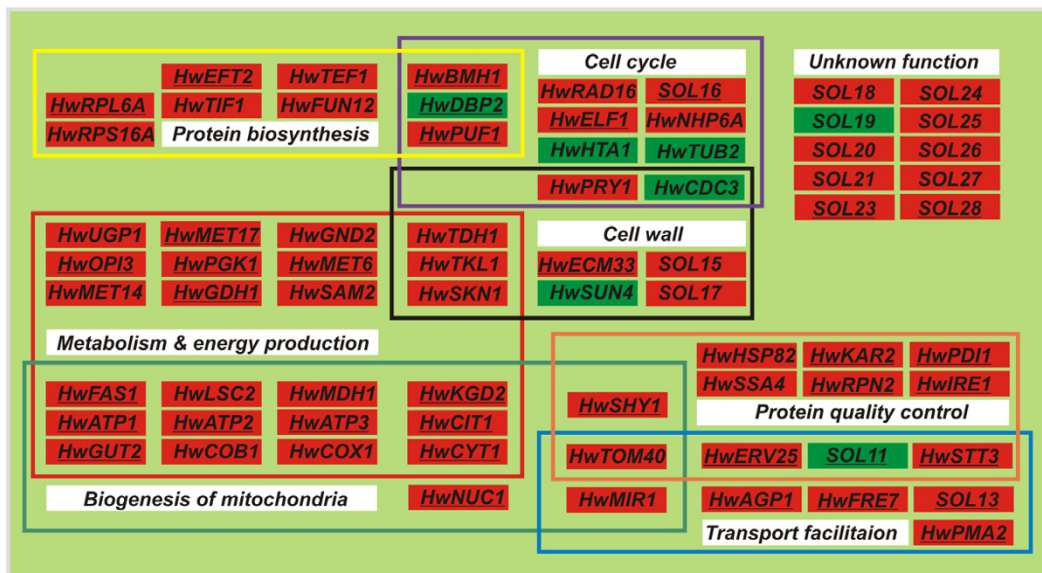 Cell cycle
Unknown function
HwEFT2 HwTEF1 HwBMH1 HwRAD16 SOL16 SOL18 SOL24
HwRPL6A HwTIF1 HwFUN12 HwDBP2 HwELF1 HwNHP6A SOL19 SOL25
HwRPS16A Protein biosynthesis HwPUF1 HwHTA1 HwTUB2 SOL20 SOL26
HwPRY1 HwCDC3 SOL21 SOL27
SOL23 SOL28
HwUGP1 HwMET17 HwGND2 HwTDH1 Cell wall
HwOPI3 HwPGK1 HwMET6 HwTKL1 HwECM33 SOL15
HwMET14 HwGDH1 HwSAM2 HwSKN1 HwSUN4 SOL17
Metabolism & energy production
HwHSP82 HwKAR2 HwPDI1
HwSSA4 HwRPN2 HwIRE1
HwFAS1 HwLSC2 HwMDH1 HwKGD2 HwSHY1 Protein quality control
HwATP1 HwATP2 HwATP3 HwCIT1
HwGUT2 HwCOB1 HwCOX1 HwCYT1 HwTOM40 HwERV25 SOL11 HwSTT3
Biogenesis of mitochondria HwNUC1 HwMIR1 HwAGP1 HwFRE7 SOL13
Transport facilitaion HwPMA2